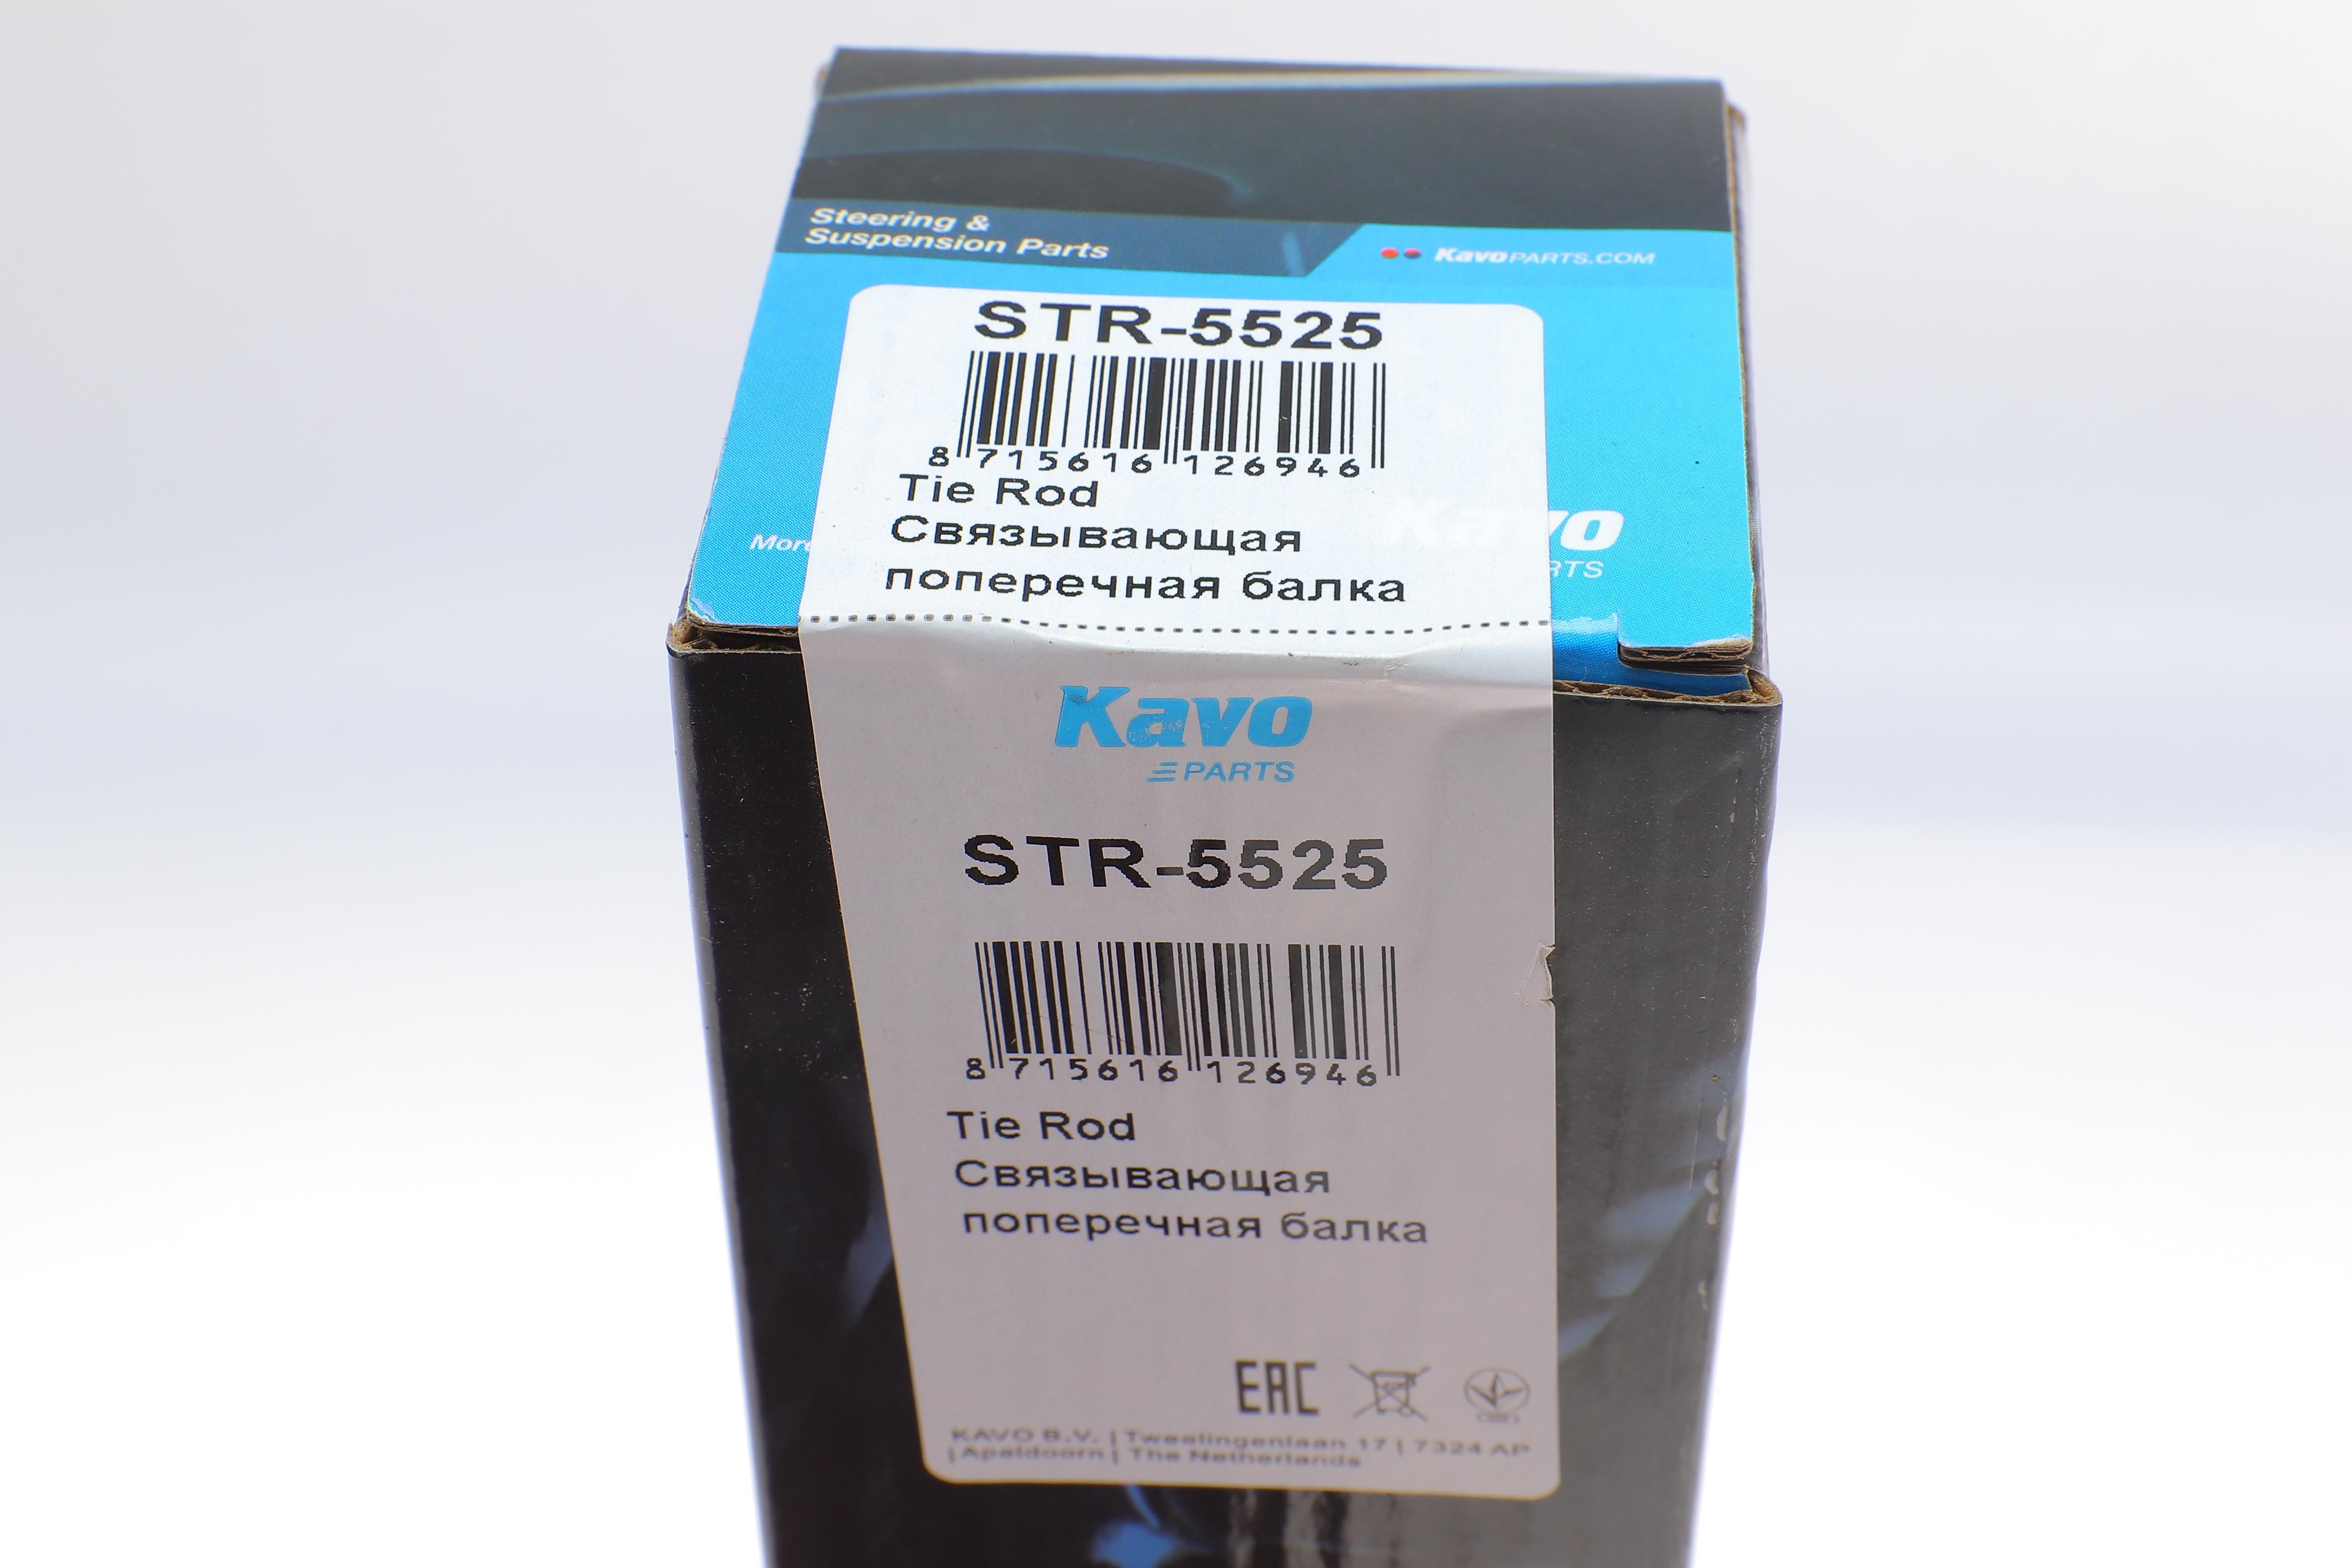 Steering &
Suspension Parts
KavoPARTS.COM
STR-5525
8 715616 126946
Tie Rod
Связывающая
поперечная балка
Kavo
PARTS
STR-5525
8 715616 126946
Tie Rod
Связывающая
поперечная балка
EAC
KAVO B.V. | Tweelingenlaan 17 | 7324 AP
| Apeldoorn | The Netherlands